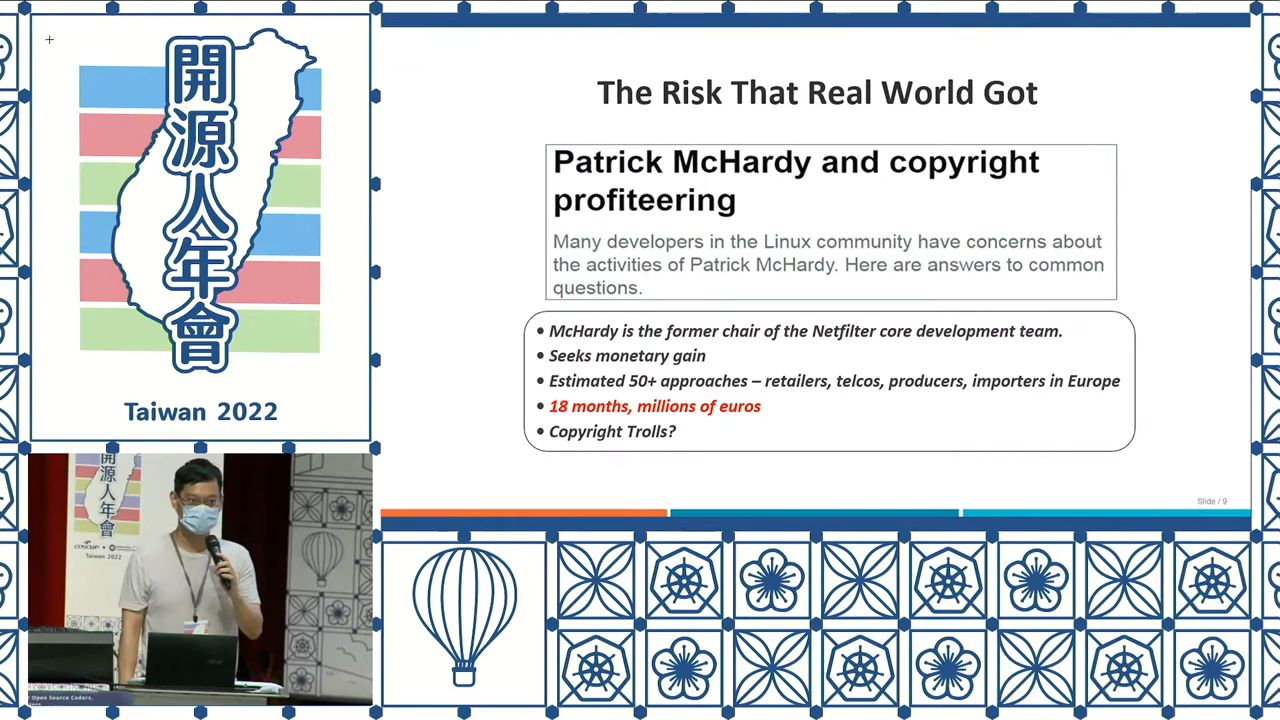 開源人年會
Taiwan 2022
The Risk That Real World Got
Patrick McHardy and copyright
profiteering
Many developers in the Linux community have concerns about
the activities of Patrick McHardy. Here are answers to common
questions.
• McHardy is the former chair of the Netfilter core development team.
• Seeks monetary gain
• Estimated 50+ approaches – retailers, telcos, producers, importers in Europe
• 18 months, millions of euros
• Copyright Trolls?
Slide / 9
開源人年會
COSCUP
Taiwan 2022
Open Source Coders,